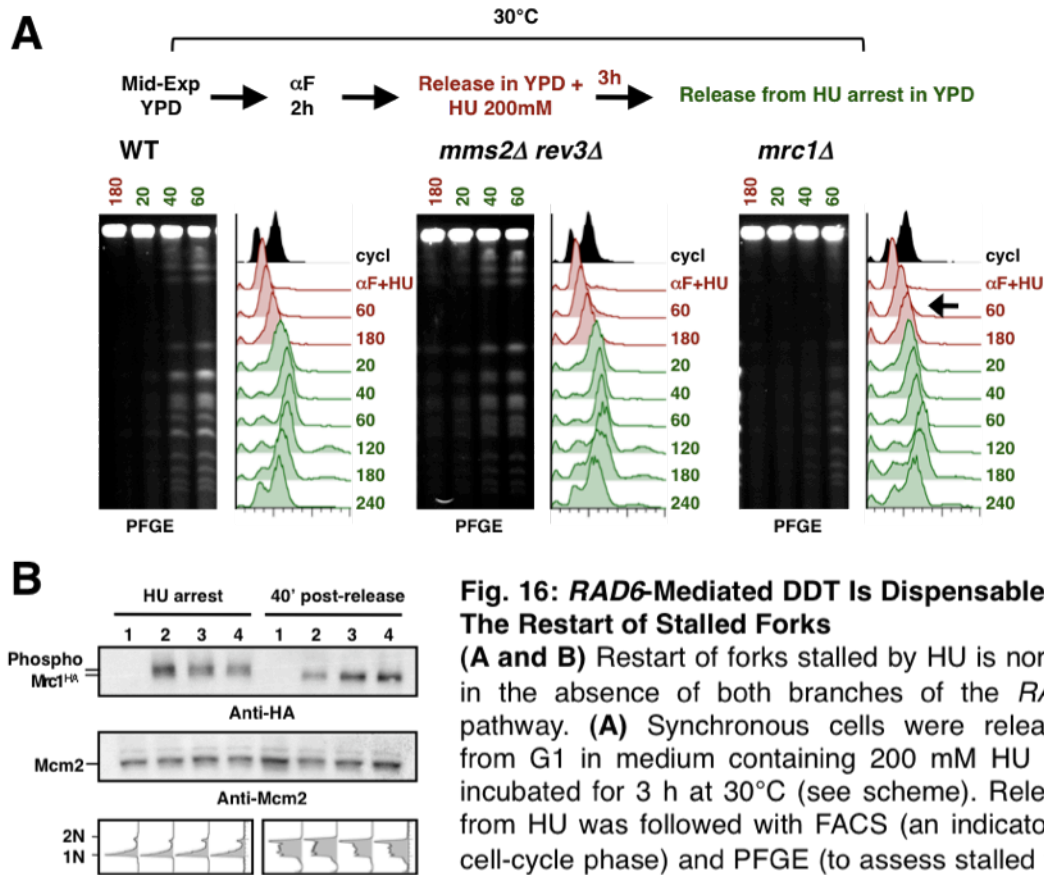 A
30°C
Mid-Exp
YPD
αF
2h
Release in YPD +
HU 200mM
3h
Release from HU arrest in YPD
WT
mms2Δ rev3Δ
mrc1Δ
180 20 40 60
180 20 40 60
180 20 40 60
cycl
αF+HU
60
180
20
40
60
120
180
240
cycl
αF+HU
60
180
20
40
60
120
180
240
cycl
αF+HU
60
180
20
40
60
120
180
240
PFGE
PFGE
PFGE
B
HU arrest
40' post-release
1 2 3 4
1 2 3 4
Phospho
Mrc1HA
Anti-HA
Mcm2
Anti-Mcm2
2N
1N
Fig. 16: RAD6-Mediated DDT Is Dispensable
The Restart of Stalled Forks
(A and B) Restart of forks stalled by HU is nor
in the absence of both branches of the RA
pathway. (A) Synchronous cells were relea
from G1 in medium containing 200 mM HU
incubated for 3 h at 30°C (see scheme). Relea
from HU was followed with FACS (an indicato
cell-cycle phase) and PFGE (to assess stalled